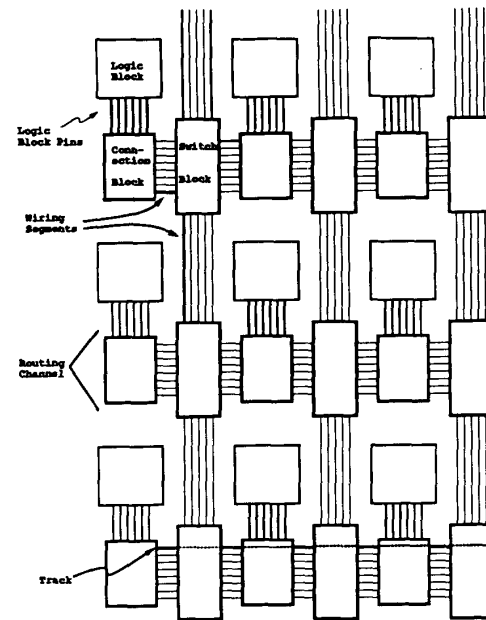 Logic
Block
Logic
Block Pins
Conn-
ection
Block
Switch
Block
Wiring
Segments
Routing
Channel
Track